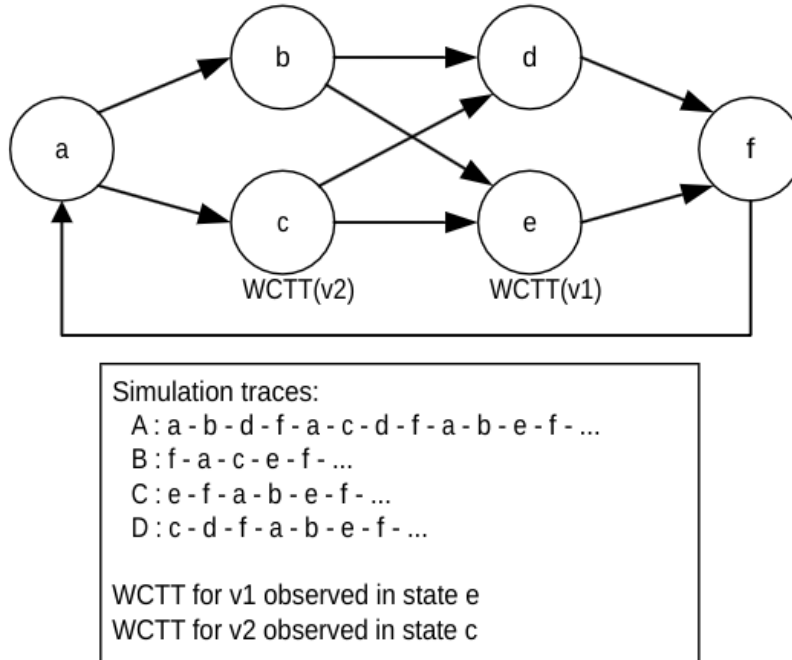 b
d
a
f
c
e
WCTT(v2)
WCTT(v1)
Simulation traces:
A : a - b - d - f - a - c - d - f - a - b - e - f - ...
B : f - a - c - e - f - ...
C : e - f - a - b - e - f - ...
D : c - d - f - a - b - e - f - ...
WCTT for v1 observed in state e
WCTT for v2 observed in state c